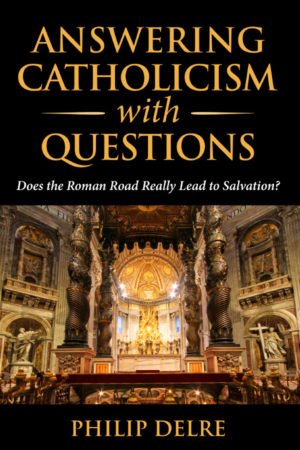 ANSWERING
CATHOLICISM
with
QUESTIONS
Does the Roman Road Really Lead to Salvation?
PHILIP DELRE